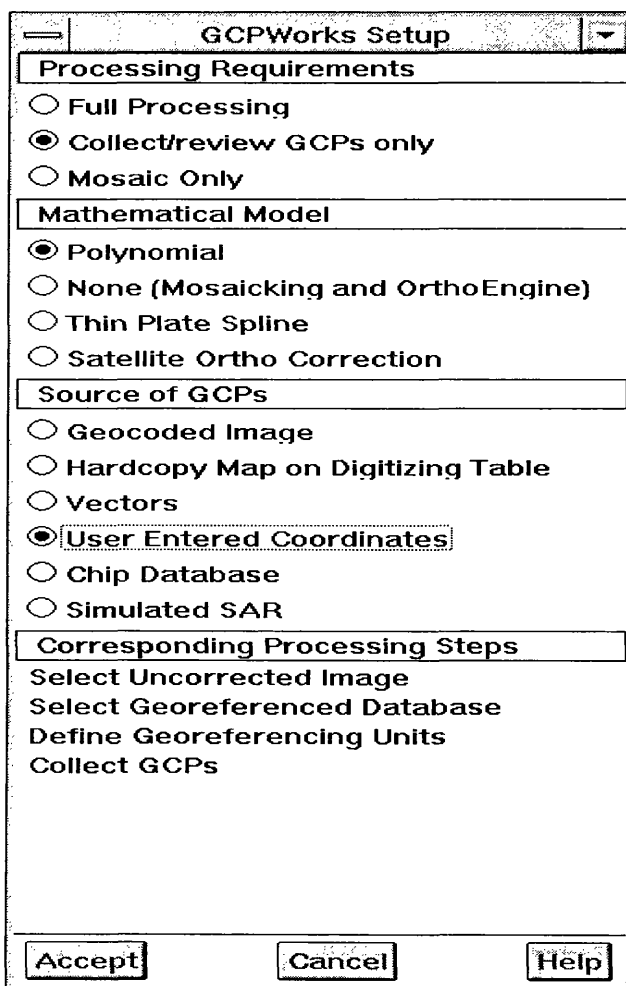 GCPWorks Setup
Processing Requirements
Full Processing
Collect/review GCPs only
Mosaic Only
Mathematical Model
Polynomial
None (Mosaicking and OrthoEngine)
Thin Plate Spline
Satellite Ortho Correction
Source of GCPs
Geocoded Image
Hardcopy Map on Digitizing Table
Vectors
User Entered Coordinates
Chip Database
Simulated SAR
Corresponding Processing Steps
Select Uncorrected Image
Select Georeferenced Database
Define Georeferencing Units
Collect GCPs
Accept Cancel Help